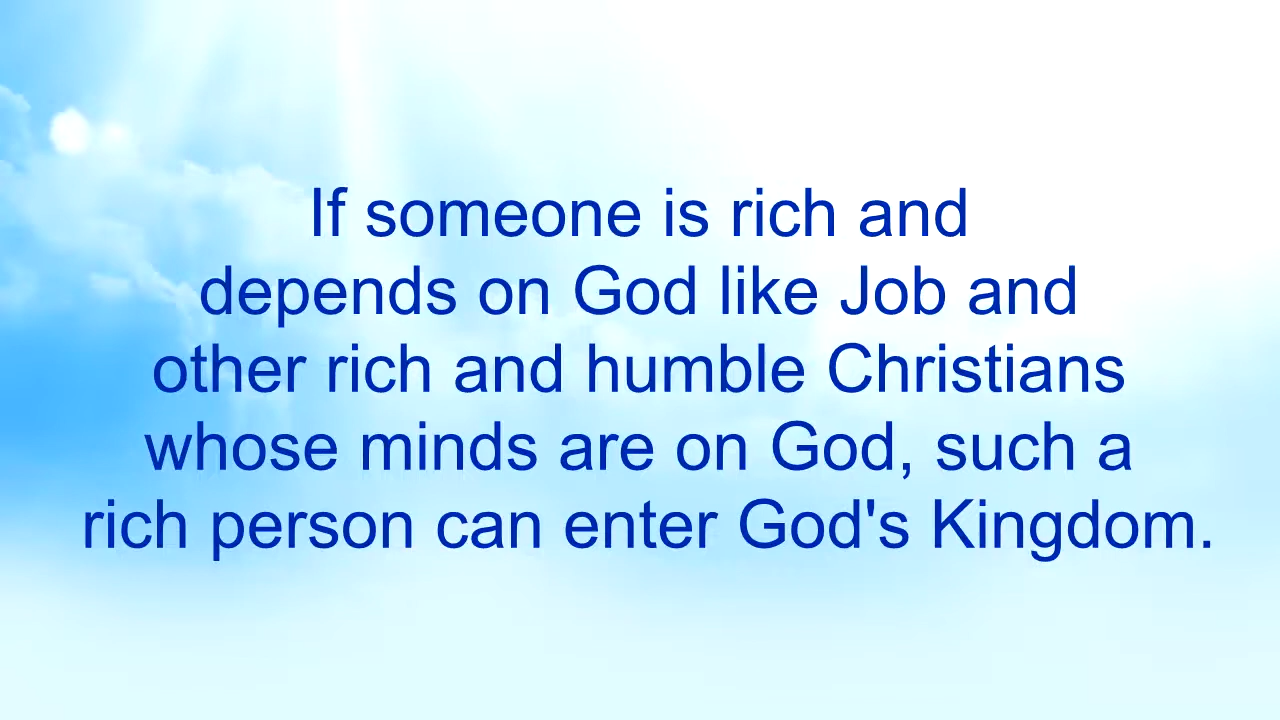 If someone is rich and
depends on God like Job and
other rich and humble Christians
whose minds are on God, such a
rich person can enter God's Kingdom.